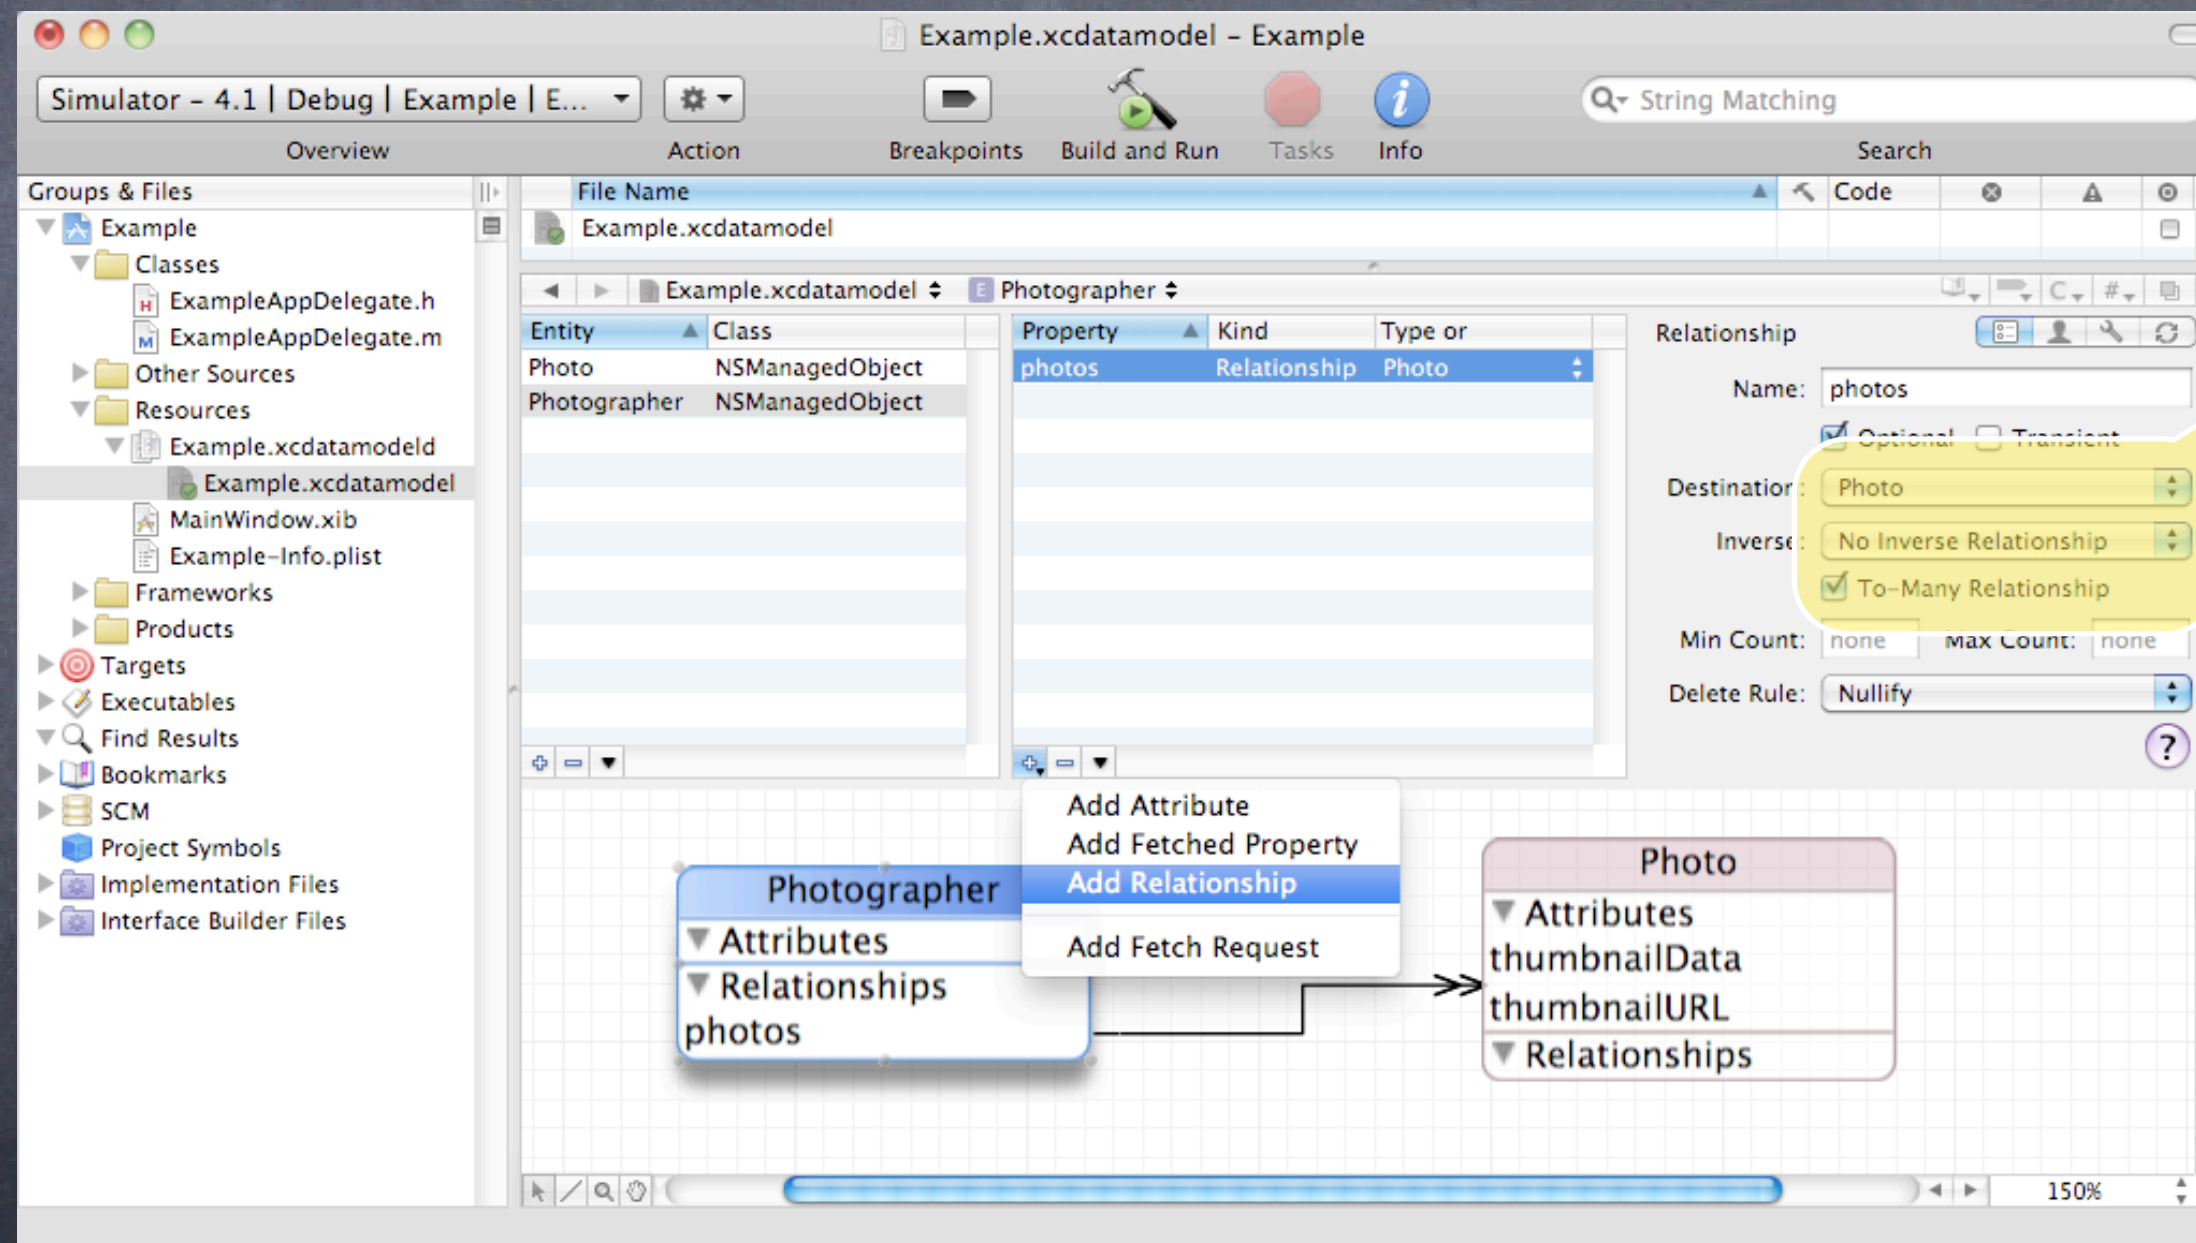 Example.xcdatamodel – Example
Simulator – 4.1 | Debug | Example | E...
String Matching
Overview
Action
Breakpoints
Build and Run
Tasks
Info
Search
Groups & Files
Example
Classes
ExampleAppDelegate.h
ExampleAppDelegate.m
Other Sources
Resources
Example.xcdatamodeld
Example.xcdatamodel
MainWindow.xib
Example-Info.plist
Frameworks
Products
Targets
Executables
Find Results
Bookmarks
SCM
Project Symbols
Implementation Files
Interface Builder Files
File Name
Code
Example.xcdatamodel
Example.xcdatamodel
E Photographer
C
#
Entity
Class
Photo NSManagedObject
Photographer NSManagedObject
Property
Kind
Type or
photos Relationship Photo
Relationship
Name: photos
Optional Transient
Destination: Photo
Inverse: No Inverse Relationship
To-Many Relationship
Min Count: none Max Count: none
Delete Rule: Nullify
?
Add Attribute
Add Fetched Property
Add Relationship
Add Fetch Request
Photographer
Attributes
Relationships
photos
Photo
Attributes
thumbnailData
thumbnailURL
Relationships
150%